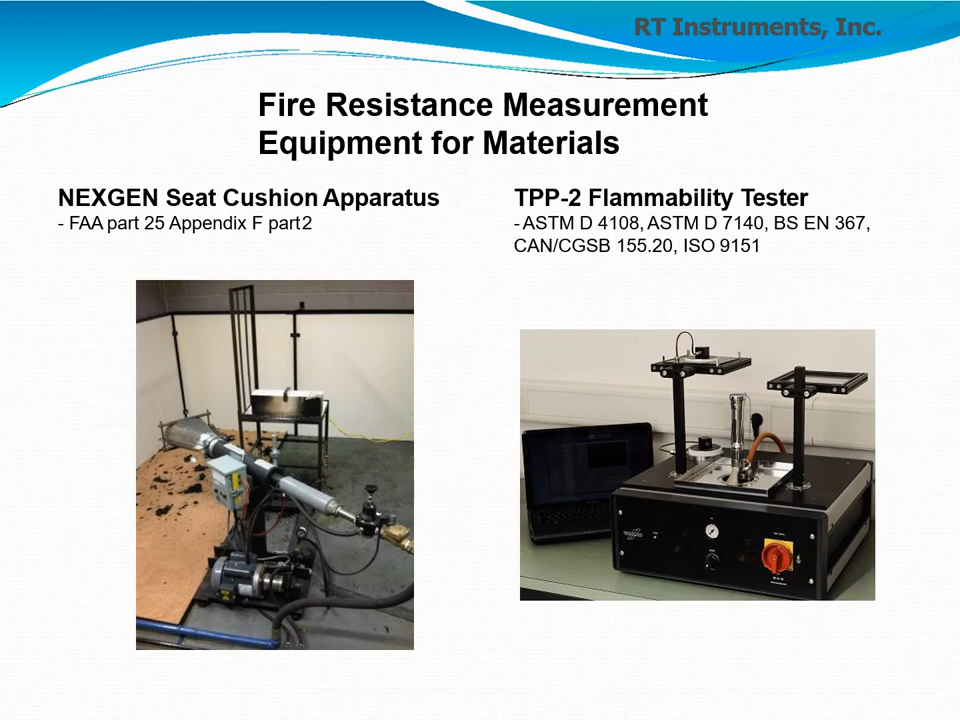 RT Instruments, Inc.
Fire Resistance Measurement
Equipment for Materials
NEXGEN Seat Cushion Apparatus
- FAA part 25 Appendix F part2
TPP-2 Flammability Tester
- ASTM D 4108, ASTM D 7140, BS EN 367,
CAN/CGSB 155.20, ISO 9151